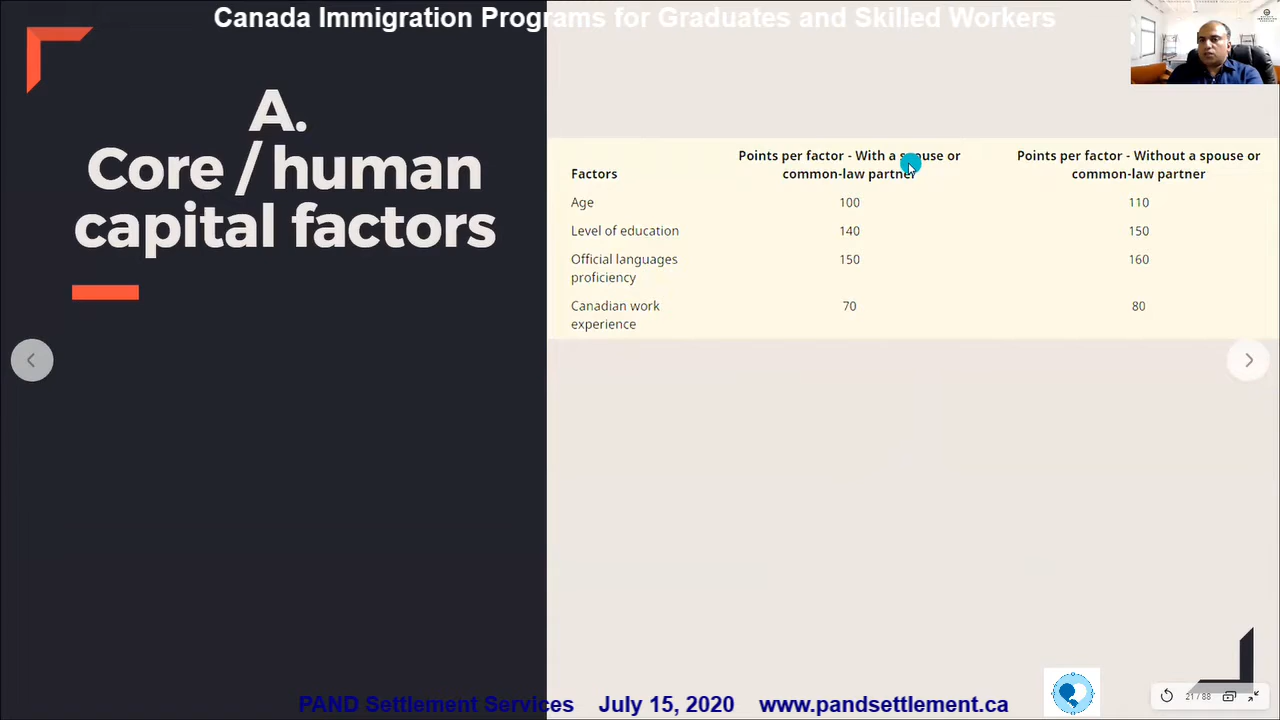 Canada Immigration Programs for Graduates and Skilled Workers
A.
Core / human
capital factors
Factors
Points per factor - With a spouse or
common-law partner
Points per factor - Without a spouse or
common-law partner
Age 100 110
Level of education 140 150
Official languages
proficiency 150 160
Canadian work
experience 70 80
PAND Settlement Services July 15, 2020 www.pandsettlement.ca
21 / 88